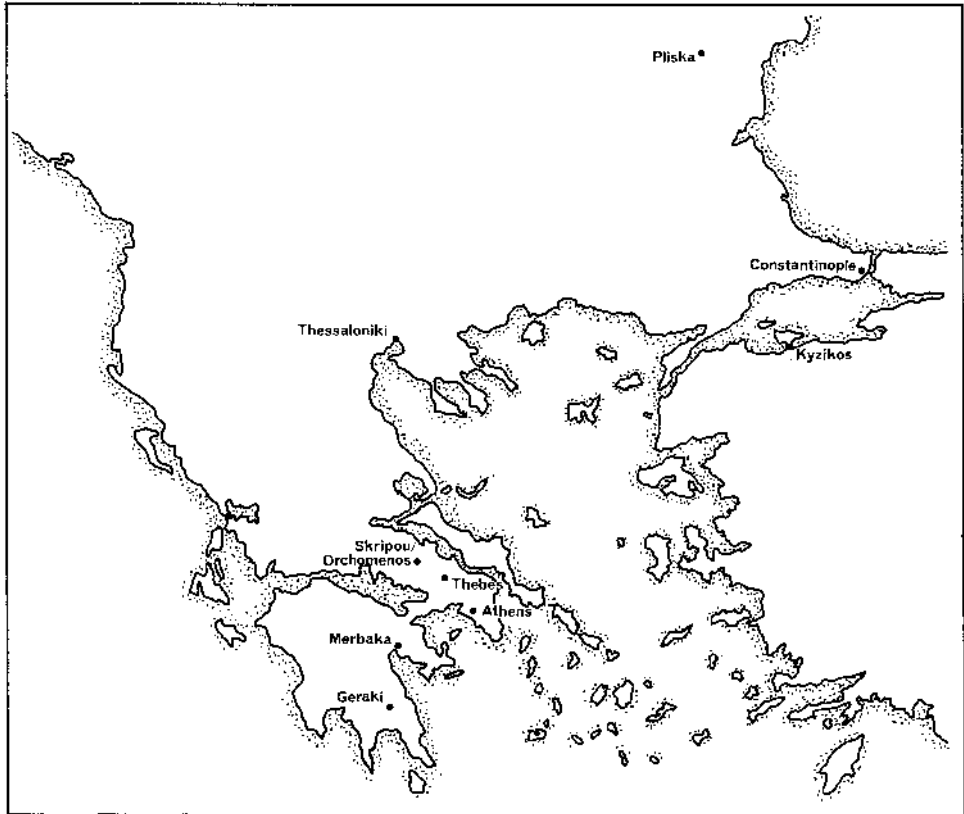 Pliska
Constantinople
Thessaloniki
Kyzikos
Skripou/
Orchomenos
Thebes
Athens
Merbaka
Geraki